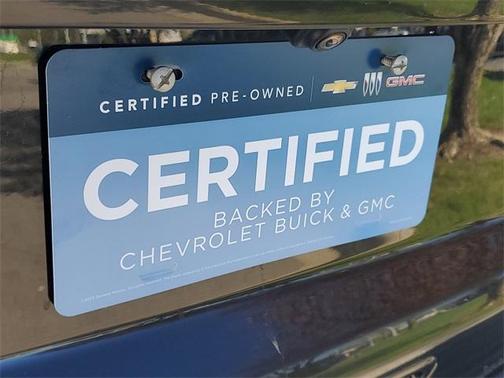 CERTIFIED PRE-OWNED | GMC
CERTIFIED
BACKED BY
CHEVROLET BUICK & GMC